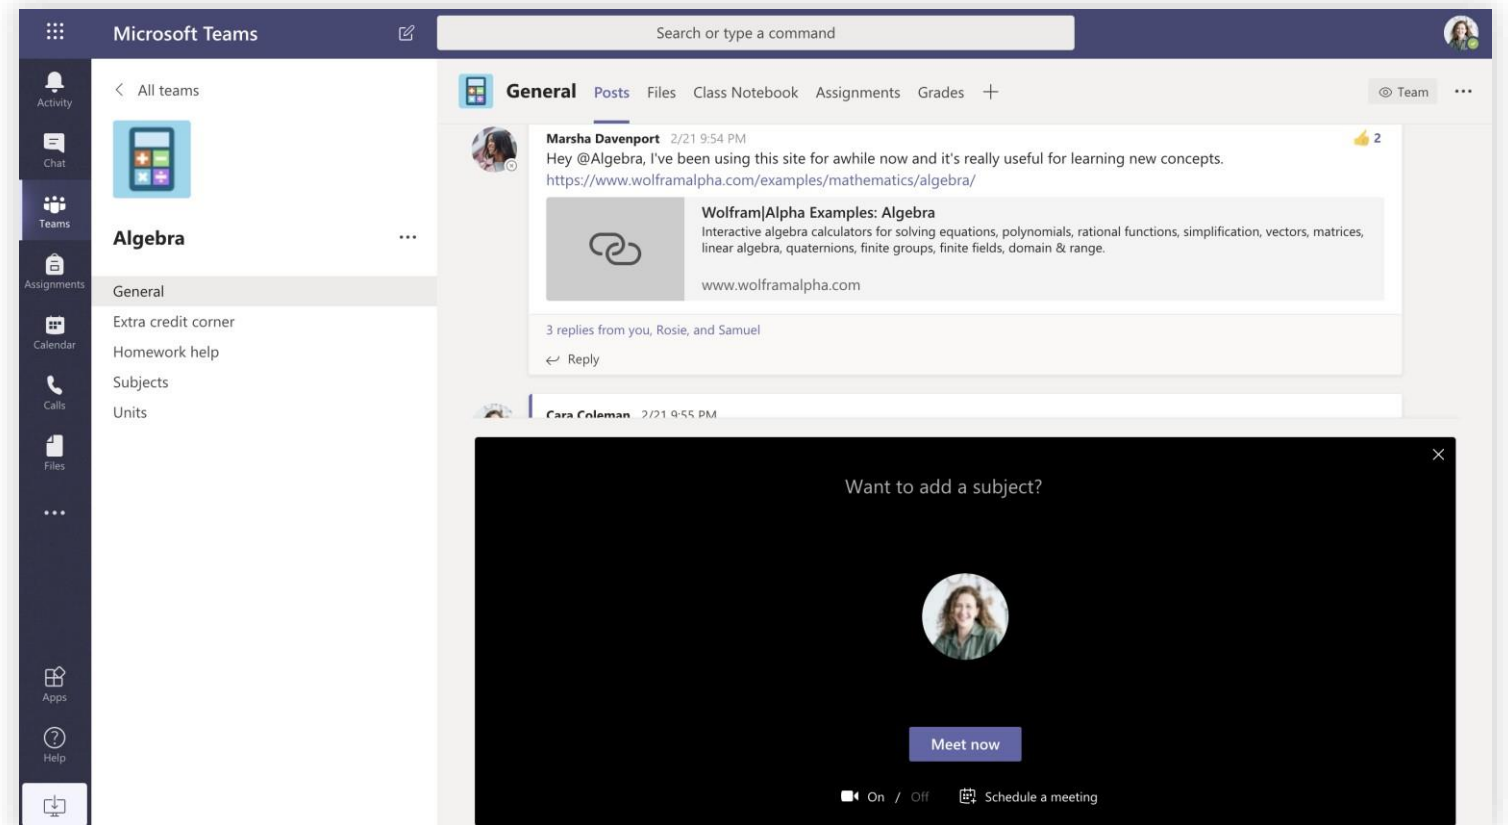 Microsoft Teams
Search or type a command
Activity
Chat
Teams
Assignments
Calendar
Calls
Files
Apps
Help
All teams
Algebra
General
Extra credit corner
Homework help
Subjects
Units
General Posts Files Class Notebook Assignments Grades
Team
Marsha Davenport 2/21 9:54 PM
2
Hey @Algebra, I've been using this site for awhile now and it's really useful for learning new concepts.
https://www.wolframalpha.com/examples/mathematics/algebra/
Wolfram|Alpha Examples: Algebra
Interactive algebra calculators for solving equations, polynomials, rational functions, simplification, vectors, matrices,
linear algebra, quaternions, finite groups, finite fields, domain & range.
www.wolframalpha.com
3 replies from you, Rosie, and Samuel
Reply
Cara Coleman 2/21 9:55 PM
Want to add a subject?
Meet now
On / Off
Schedule a meeting